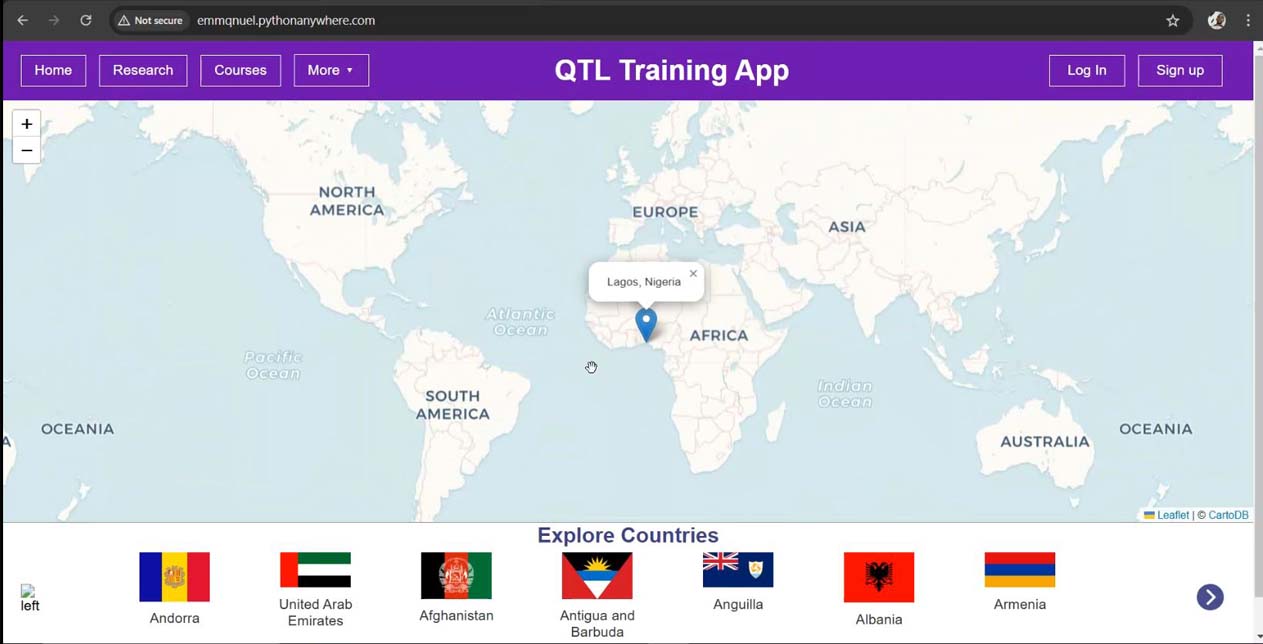 Not secure
emmqnuel.pythonanywhere.com
Home
Research
Courses
More
QTL Training App
Log In
Sign up
+
−
NORTH
AMERICA
EUROPE
ASIA
Lagos, Nigeria
×
Atlantic
Ocean
AFRICA
Pacific
Ocean
SOUTH
AMERICA
Indian
Ocean
A
OCEANIA
AUSTRALIA
OCEANIA
Leaflet | © CartoDB
Explore Countries
left
Andorra
United Arab
Emirates
Afghanistan
Antigua and
Barbuda
Anguilla
Albania
Armenia